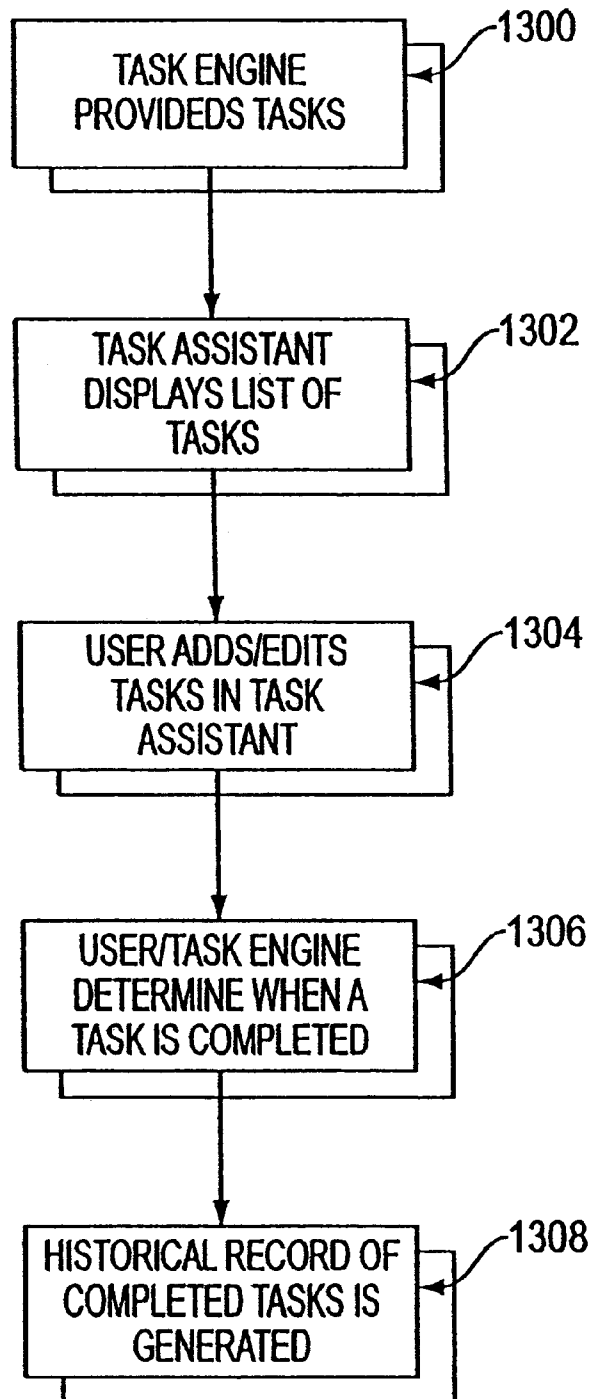 1300
TASK ENGINE
PROVIDEDS TASKS
1302
TASK ASSISTANT
DISPLAYS LIST OF
TASKS
1304
USER ADDS/EDITS
TASKS IN TASK
ASSISTANT
1306
USER/TASK ENGINE
DETERMINE WHEN A
TASK IS COMPLETED
1308
HISTORICAL RECORD OF
COMPLETED TASKS IS
GENERATED